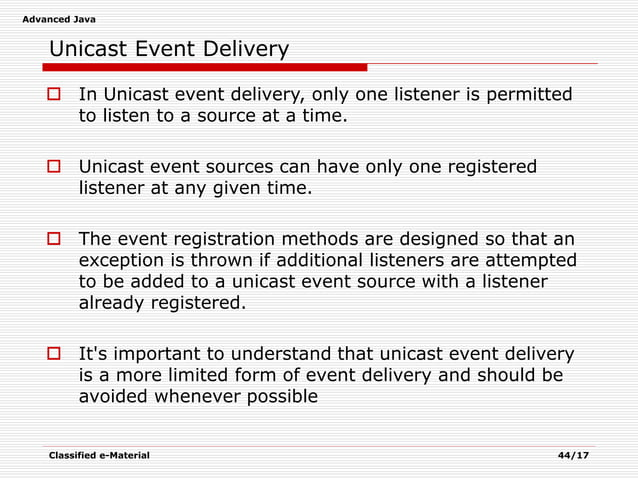 Advanced Java
Unicast Event Delivery
In Unicast event delivery, only one listener is permitted
to listen to a source at a time.
Unicast event sources can have only one registered
listener at any given time.
The event registration methods are designed so that an
exception is thrown if additional listeners are attempted
to be added to a unicast event source with a listener
already registered.
It's important to understand that unicast event delivery
is a more limited form of event delivery and should be
avoided whenever possible
Classified e-Material
44/17